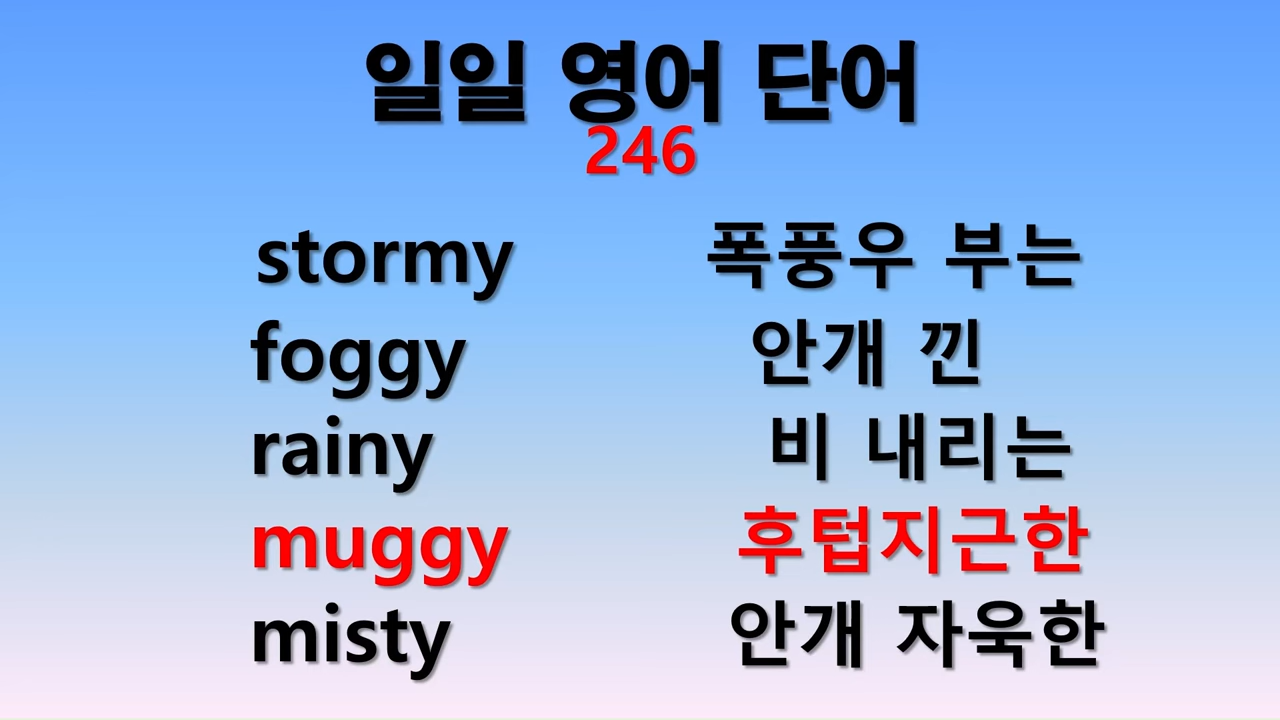 일일 영어 단어
246
stormy 폭풍우 부는
foggy 안개 낀
rainy 비 내리는
muggy 후텁지근한
misty 안개 자욱한